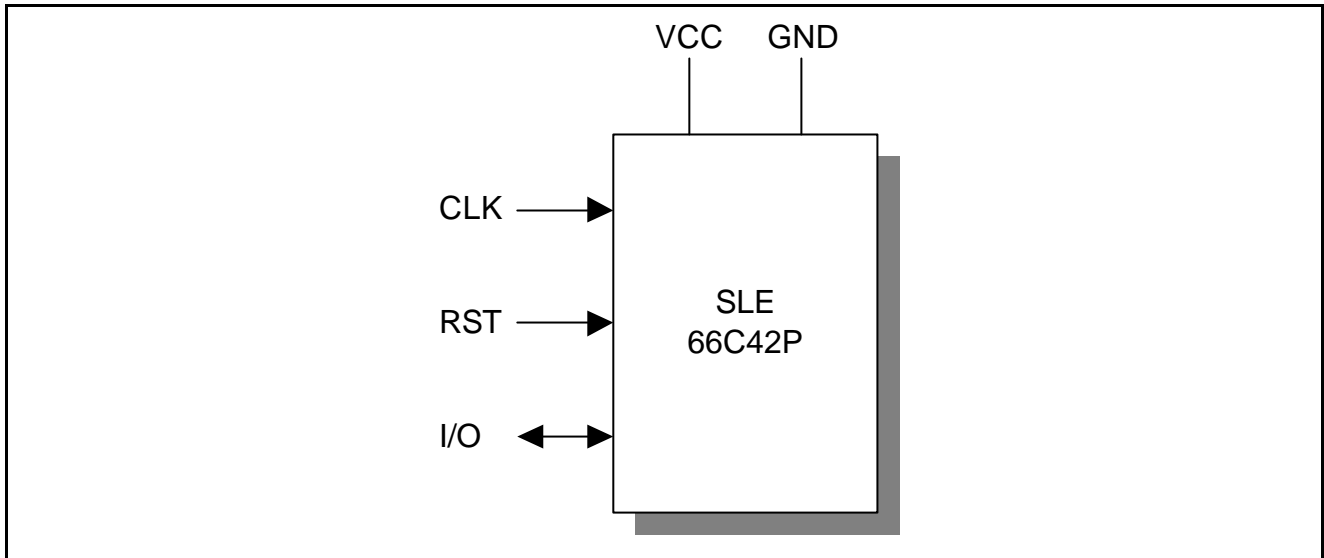 VCC GND
CLK
RST
SLE
66C42P
I/O